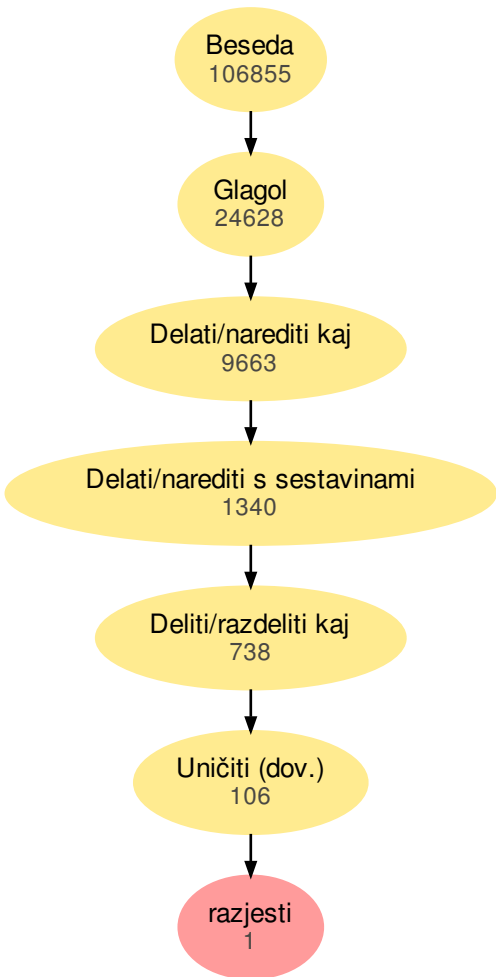 Beseda
106855
Glagol
24628
Delati/narediti kaj
9663
Delati/narediti s sestavinami
1340
Deliti/razdeliti kaj
738
Uničiti (dov.)
106
razjesti
1